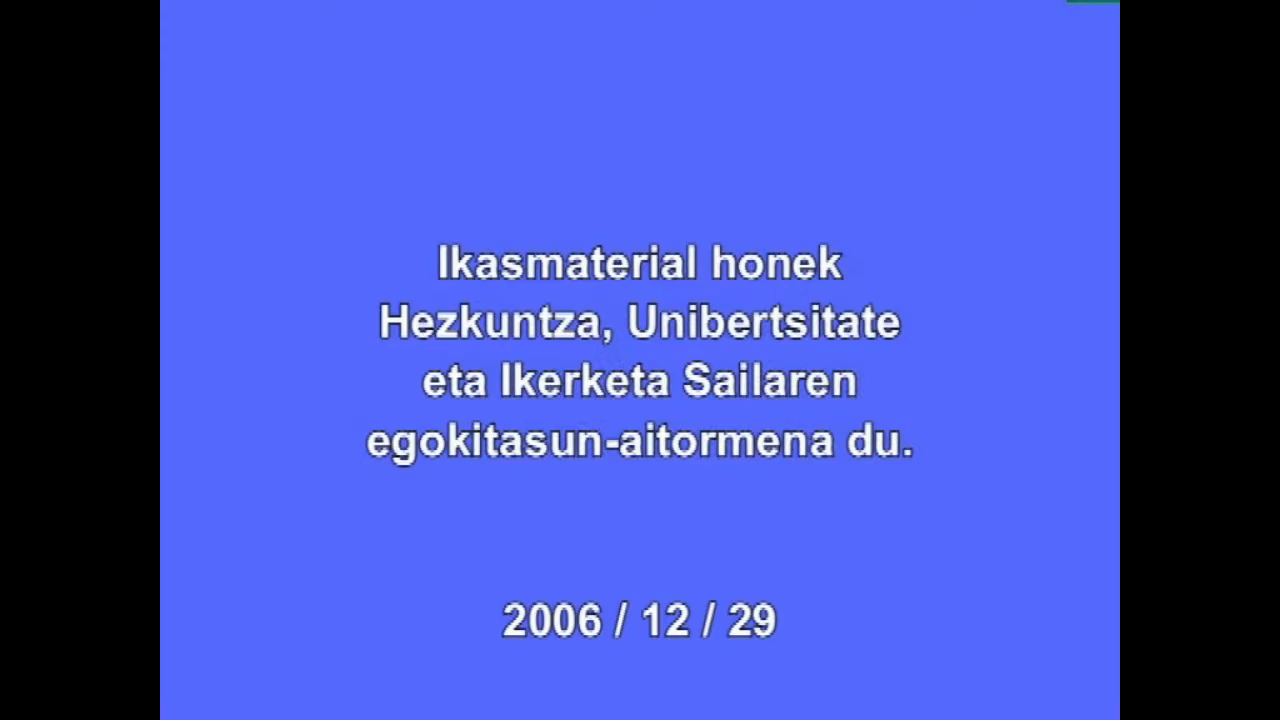 Ikasmaterial honek
Hezkuntza, Unibertsitate
eta Ikerketa Sailaren
egokitasun-aitormena du.
2006 / 12 / 29